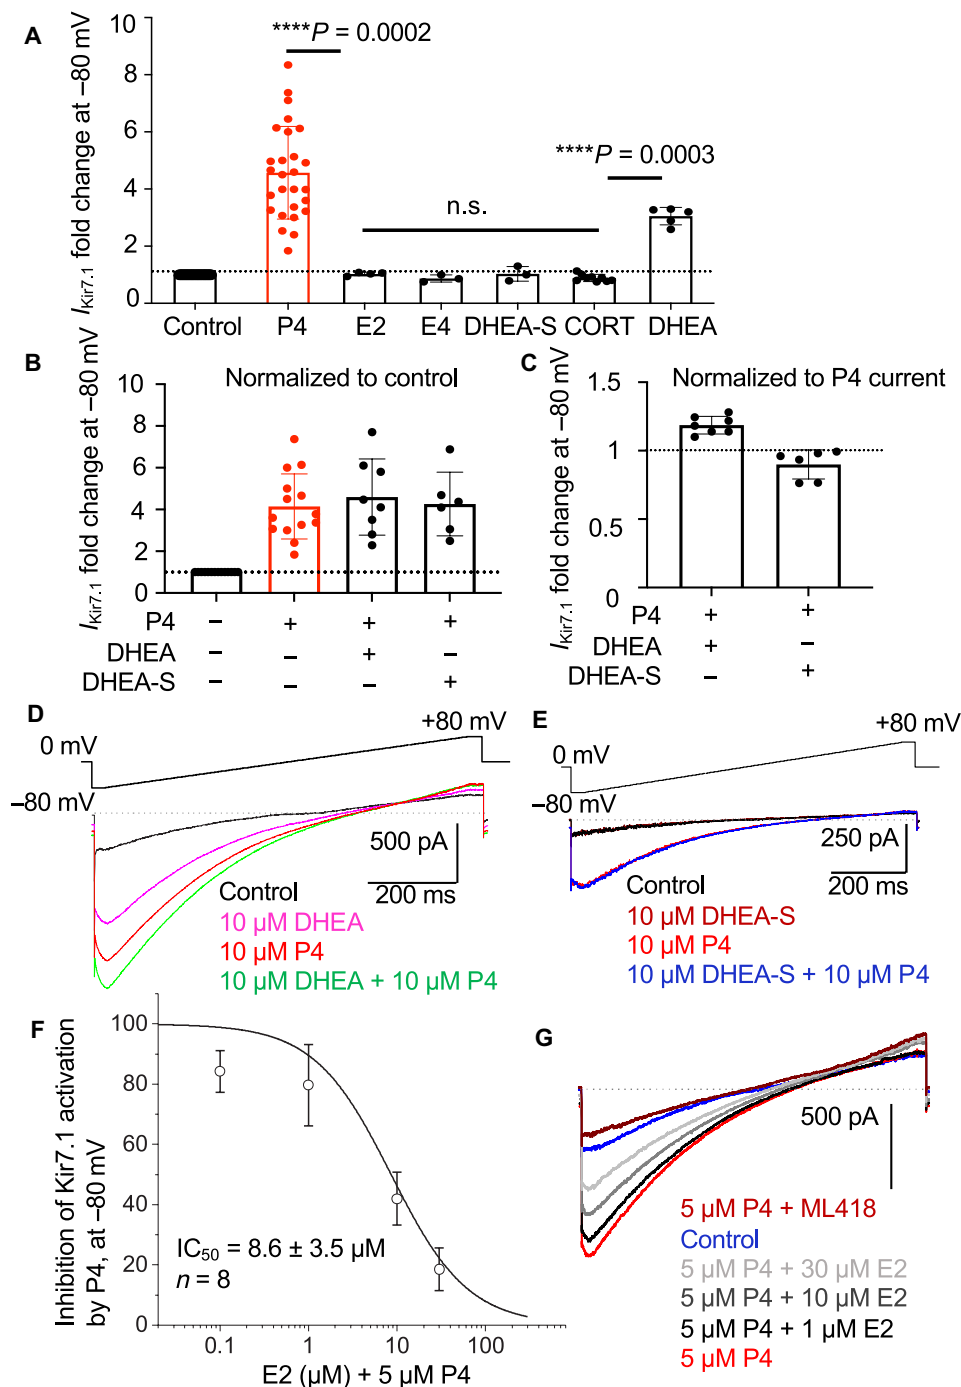 A
I Kir7.1 fold change at –80 mV
10
8
6
4
2
0
****P = 0.0002
****P = 0.0003
n.s.
Control P4 E2 E4 DHEA-S CORT DHEA
B
I Kir7.1 fold change at –80 mV
Normalized to control
10
8
6
4
2
0
P4 – + + +
DHEA – – + –
DHEA-S – – – +
C
I Kir7.1 fold change at –80 mV
Normalized to P4 current
1.5
1
0.5
0
P4 + +
DHEA + –
DHEA-S – +
D
0 mV
+80 mV
–80 mV
500 pA
200 ms
Control
10 µM DHEA
10 µM P4
10 µM DHEA + 10 µM P4
E
0 mV
+80 mV
–80 mV
250 pA
200 ms
Control
10 µM DHEA-S
10 µM P4
10 µM DHEA-S + 10 µM P4
F
Inhibition of Kir7.1 activation
by P4, at –80 mV
100
80
60
40
20
0
IC50 = 8.6 ± 3.5 µM
n = 8
0.1 1 10 100
E2 (µM) + 5 µM P4
G
500 pA
5 µM P4 + ML418
Control
5 µM P4 + 30 µM E2
5 µM P4 + 10 µM E2
5 µM P4 + 1 µM E2
5 µM P4